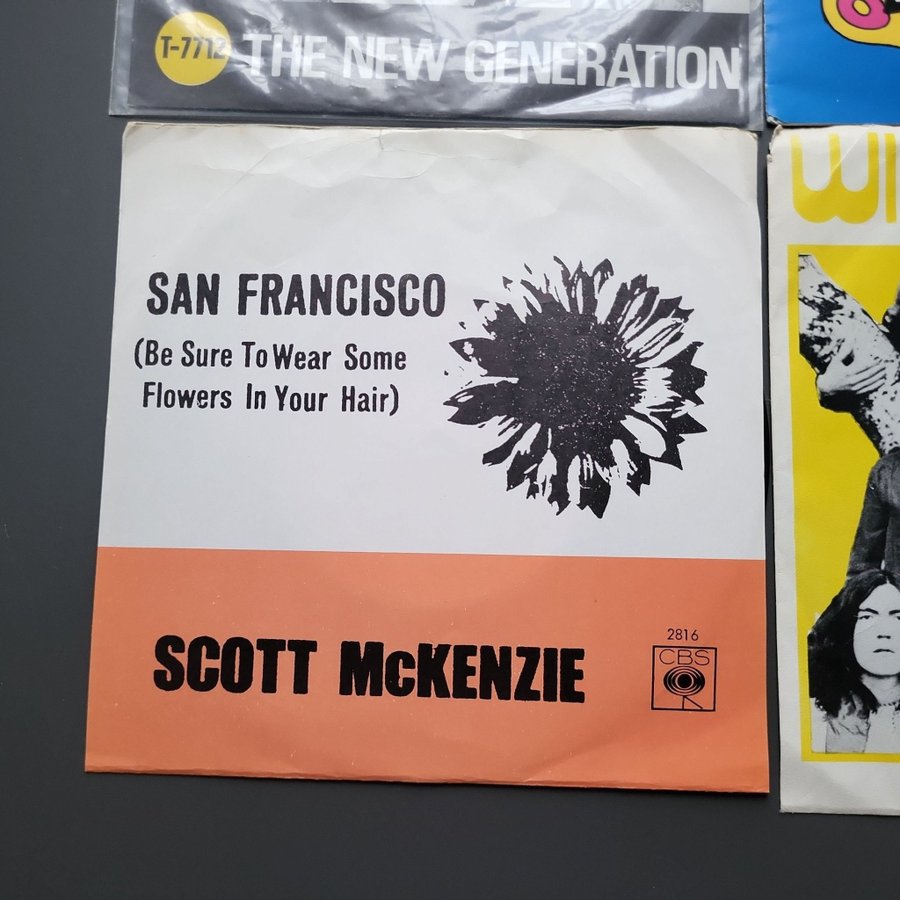 T-7712 THE NEW GENERATION
SAN FRANCISCO
(Be Sure To Wear Some
Flowers In Your Hair)
SCOTT McKENZIE
2816
CBS